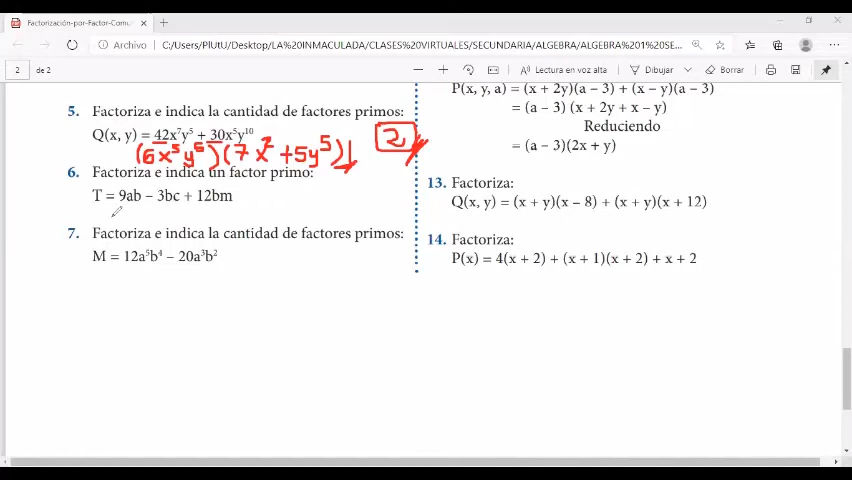 Factorización-por-Factor-Comu
Archivo
C:/Users/PlUtU/Desktop/LA%20INMACULADA/CLASES%20VIRTUALES/SECUNDARIA/ALGEBRA/ALGEBRA%201%20SE...
2 de 2
Lectura en voz alta
Dibujar
Borrar
5. Factoriza e indica la cantidad de factores primos:
Q(x, y) = 42x⁷y⁵ + 30x⁵y¹⁰
(6x⁵y⁵)(7x² + 5y⁵) 2
6. Factoriza e indica un factor primo:
T = 9ab – 3bc + 12bm
7. Factoriza e indica la cantidad de factores primos:
M = 12a⁵b⁴ – 20a³b²
P(x, y, a) = (x + 2y)(a – 3) + (x – y)(a – 3)
= (a – 3) (x + 2y + x – y)
Reduciendo
= (a – 3)(2x + y)
13. Factoriza:
Q(x, y) = (x + y)(x – 8) + (x + y)(x + 12)
14. Factoriza:
P(x) = 4(x + 2) + (x + 1)(x + 2) + x + 2